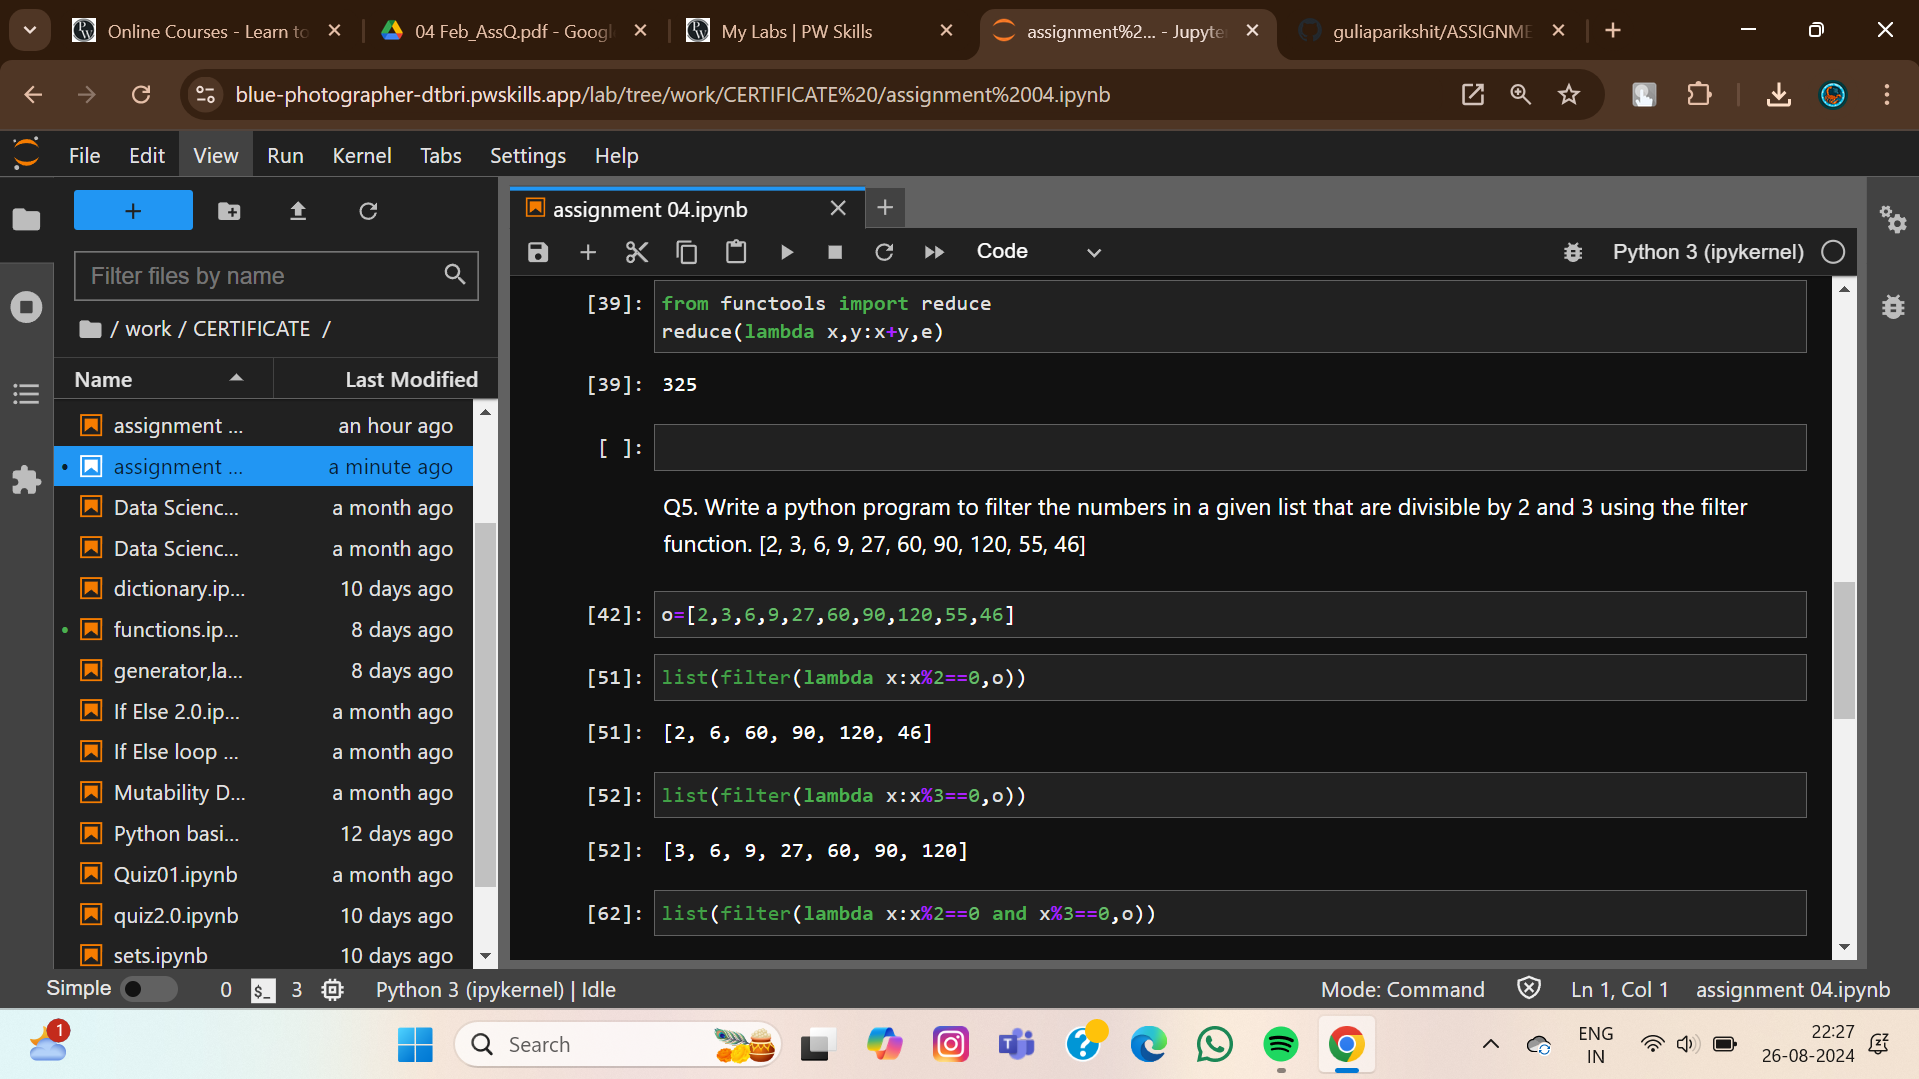 Online Courses - Learn to
04 Feb_AssQ.pdf - Googl
My Labs | PW Skills
assignment%2... - Jupyte
guliaparikshit/ASSIGNME
blue-photographer-dtbri.pwskills.app/lab/tree/work/CERTIFICATE%20/assignment%2004.ipynb
File Edit View Run Kernel Tabs Settings Help
assignment 04.ipynb
Code
Python 3 (ipykernel)
Filter files by name
/ work / CERTIFICATE /
Name Last Modified
assignment ... an hour ago
assignment ... a minute ago
Data Scienc... a month ago
Data Scienc... a month ago
dictionary.ip... 10 days ago
functions.ip... 8 days ago
generator,la... 8 days ago
If Else 2.0.ip... a month ago
If Else loop ... a month ago
Mutability D... a month ago
Python basi... 12 days ago
Quiz01.ipynb a month ago
quiz2.0.ipynb 10 days ago
sets.ipynb 10 days ago
[39]: from functools import reduce
reduce(lambda x,y:x+y,e)
[39]: 325
[ ]:
Q5. Write a python program to filter the numbers in a given list that are divisible by 2 and 3 using the filter
function. [2, 3, 6, 9, 27, 60, 90, 120, 55, 46]
[42]: o=[2,3,6,9,27,60,90,120,55,46]
[51]: list(filter(lambda x:x%2==0,o))
[51]: [2, 6, 60, 90, 120, 46]
[52]: list(filter(lambda x:x%3==0,o))
[52]: [3, 6, 9, 27, 60, 90, 120]
[62]: list(filter(lambda x:x%2==0 and x%3==0,o))
Simple 0 $_ 3 Python 3 (ipykernel) | Idle
Mode: Command Ln 1, Col 1 assignment 04.ipynb
1
Search
ENG
IN
22:27
26-08-2024